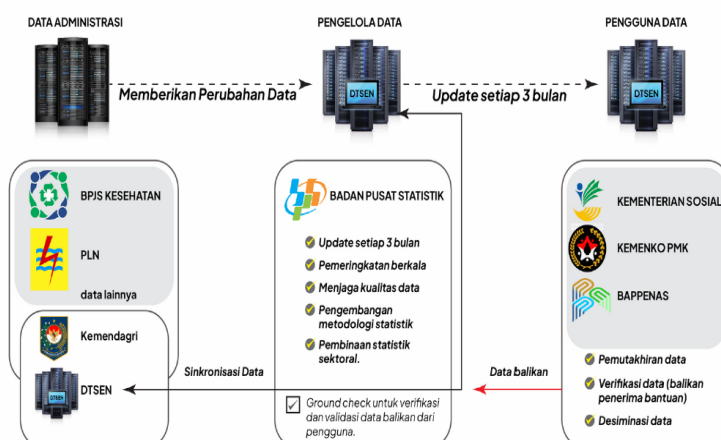 DATA ADMINISTRASI
PENGELOLA DATA
PENGGUNA DATA
DTSEN
DTSEN
Memberikan Perubahan Data
Update setiap 3 bulan
BPJS KESEHATAN
PLN
data lainnya
Kemendagri
DTSEN
Sinkronisasi Data
BADAN PUSAT STATISTIK
Update setiap 3 bulan
Pemeringkatan berkala
Menjaga kualitas data
Pengembangan
metodologi statistik
Pembinaan statistik
sektoral.
Ground check untuk verifikasi
dan validasi data balikan dari
pengguna.
Data balikan
KEMENTERIAN SOSIAL
KEMENKO PMK
BAPPENAS
Pemutakhiran data
Verifikasi data (balikan
penerima bantuan)
Desiminasi data